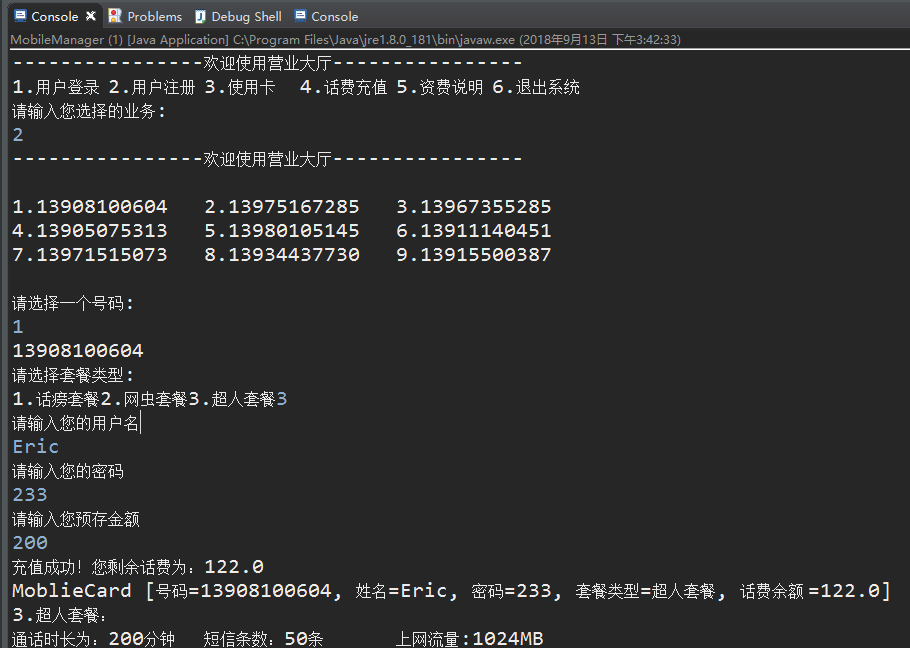 Console Problems Debug Shell Console
MobileManager (1) [Java Application] C:\Program Files\Java\jre1.8.0_181\bin\javaw.exe (2018年9月13日 下午3:42:33)
----------------欢迎使用营业大厅----------------
1.用户登录 2.用户注册 3.使用卡 4.话费充值 5.资费说明 6.退出系统
请输入您选择的业务:
2
----------------欢迎使用营业大厅----------------
1.13908100604 2.13975167285 3.13967355285
4.13905075313 5.13980105145 6.13911140451
7.13971515073 8.13934437730 9.13915500387
请选择一个号码:
1
13908100604
请选择套餐类型:
1.话痨套餐2.网虫套餐3.超人套餐3
请输入您的用户名
Eric
请输入您的密码
233
请输入您预存金额
200
充值成功! 您剩余话费为: 122.0
MoblieCard [号码=13908100604, 姓名=Eric, 密码=233, 套餐类型=超人套餐, 话费余额=122.0]
3.超人套餐:
通话时长为: 200分钟 短信条数: 50条 上网流量:1024MB